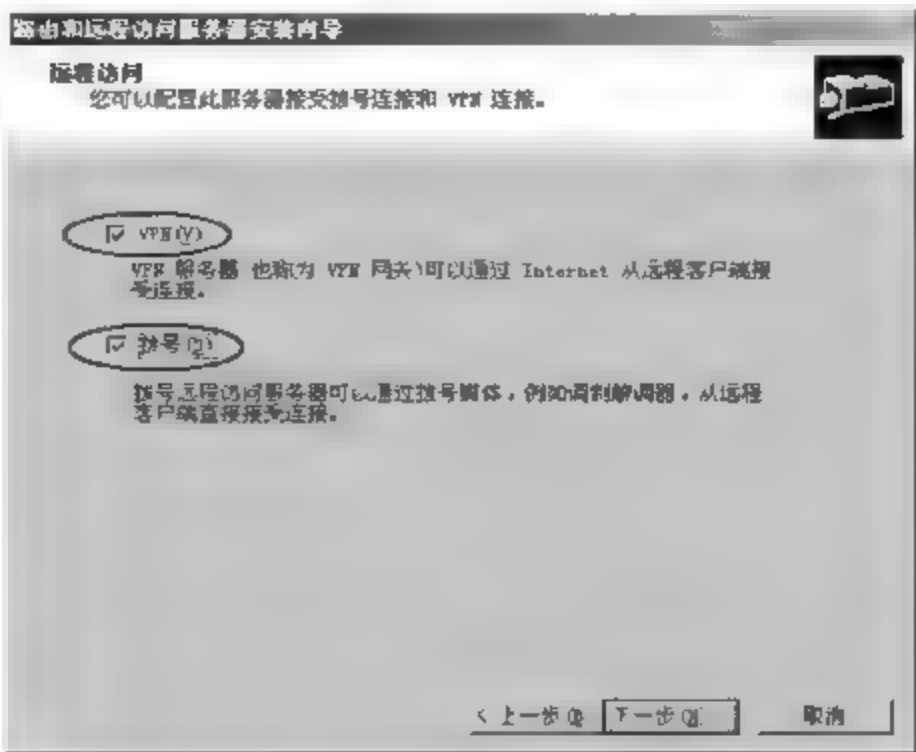 路由和远程访问服务器安装向导
远程访问
您可以配置此服务器接受拨号连接和 VPN 连接。
VPN(V)
VPN 服务器 也称为 VPN 网关)可以通过 Internet 从远程客户端接
受连接。
拨号(D)
拨号远程访问服务器可以通过拨号媒体,例如调制解调器,从远程
客户端直接接受连接。
< 上一步(B) 下一步(N) 取消